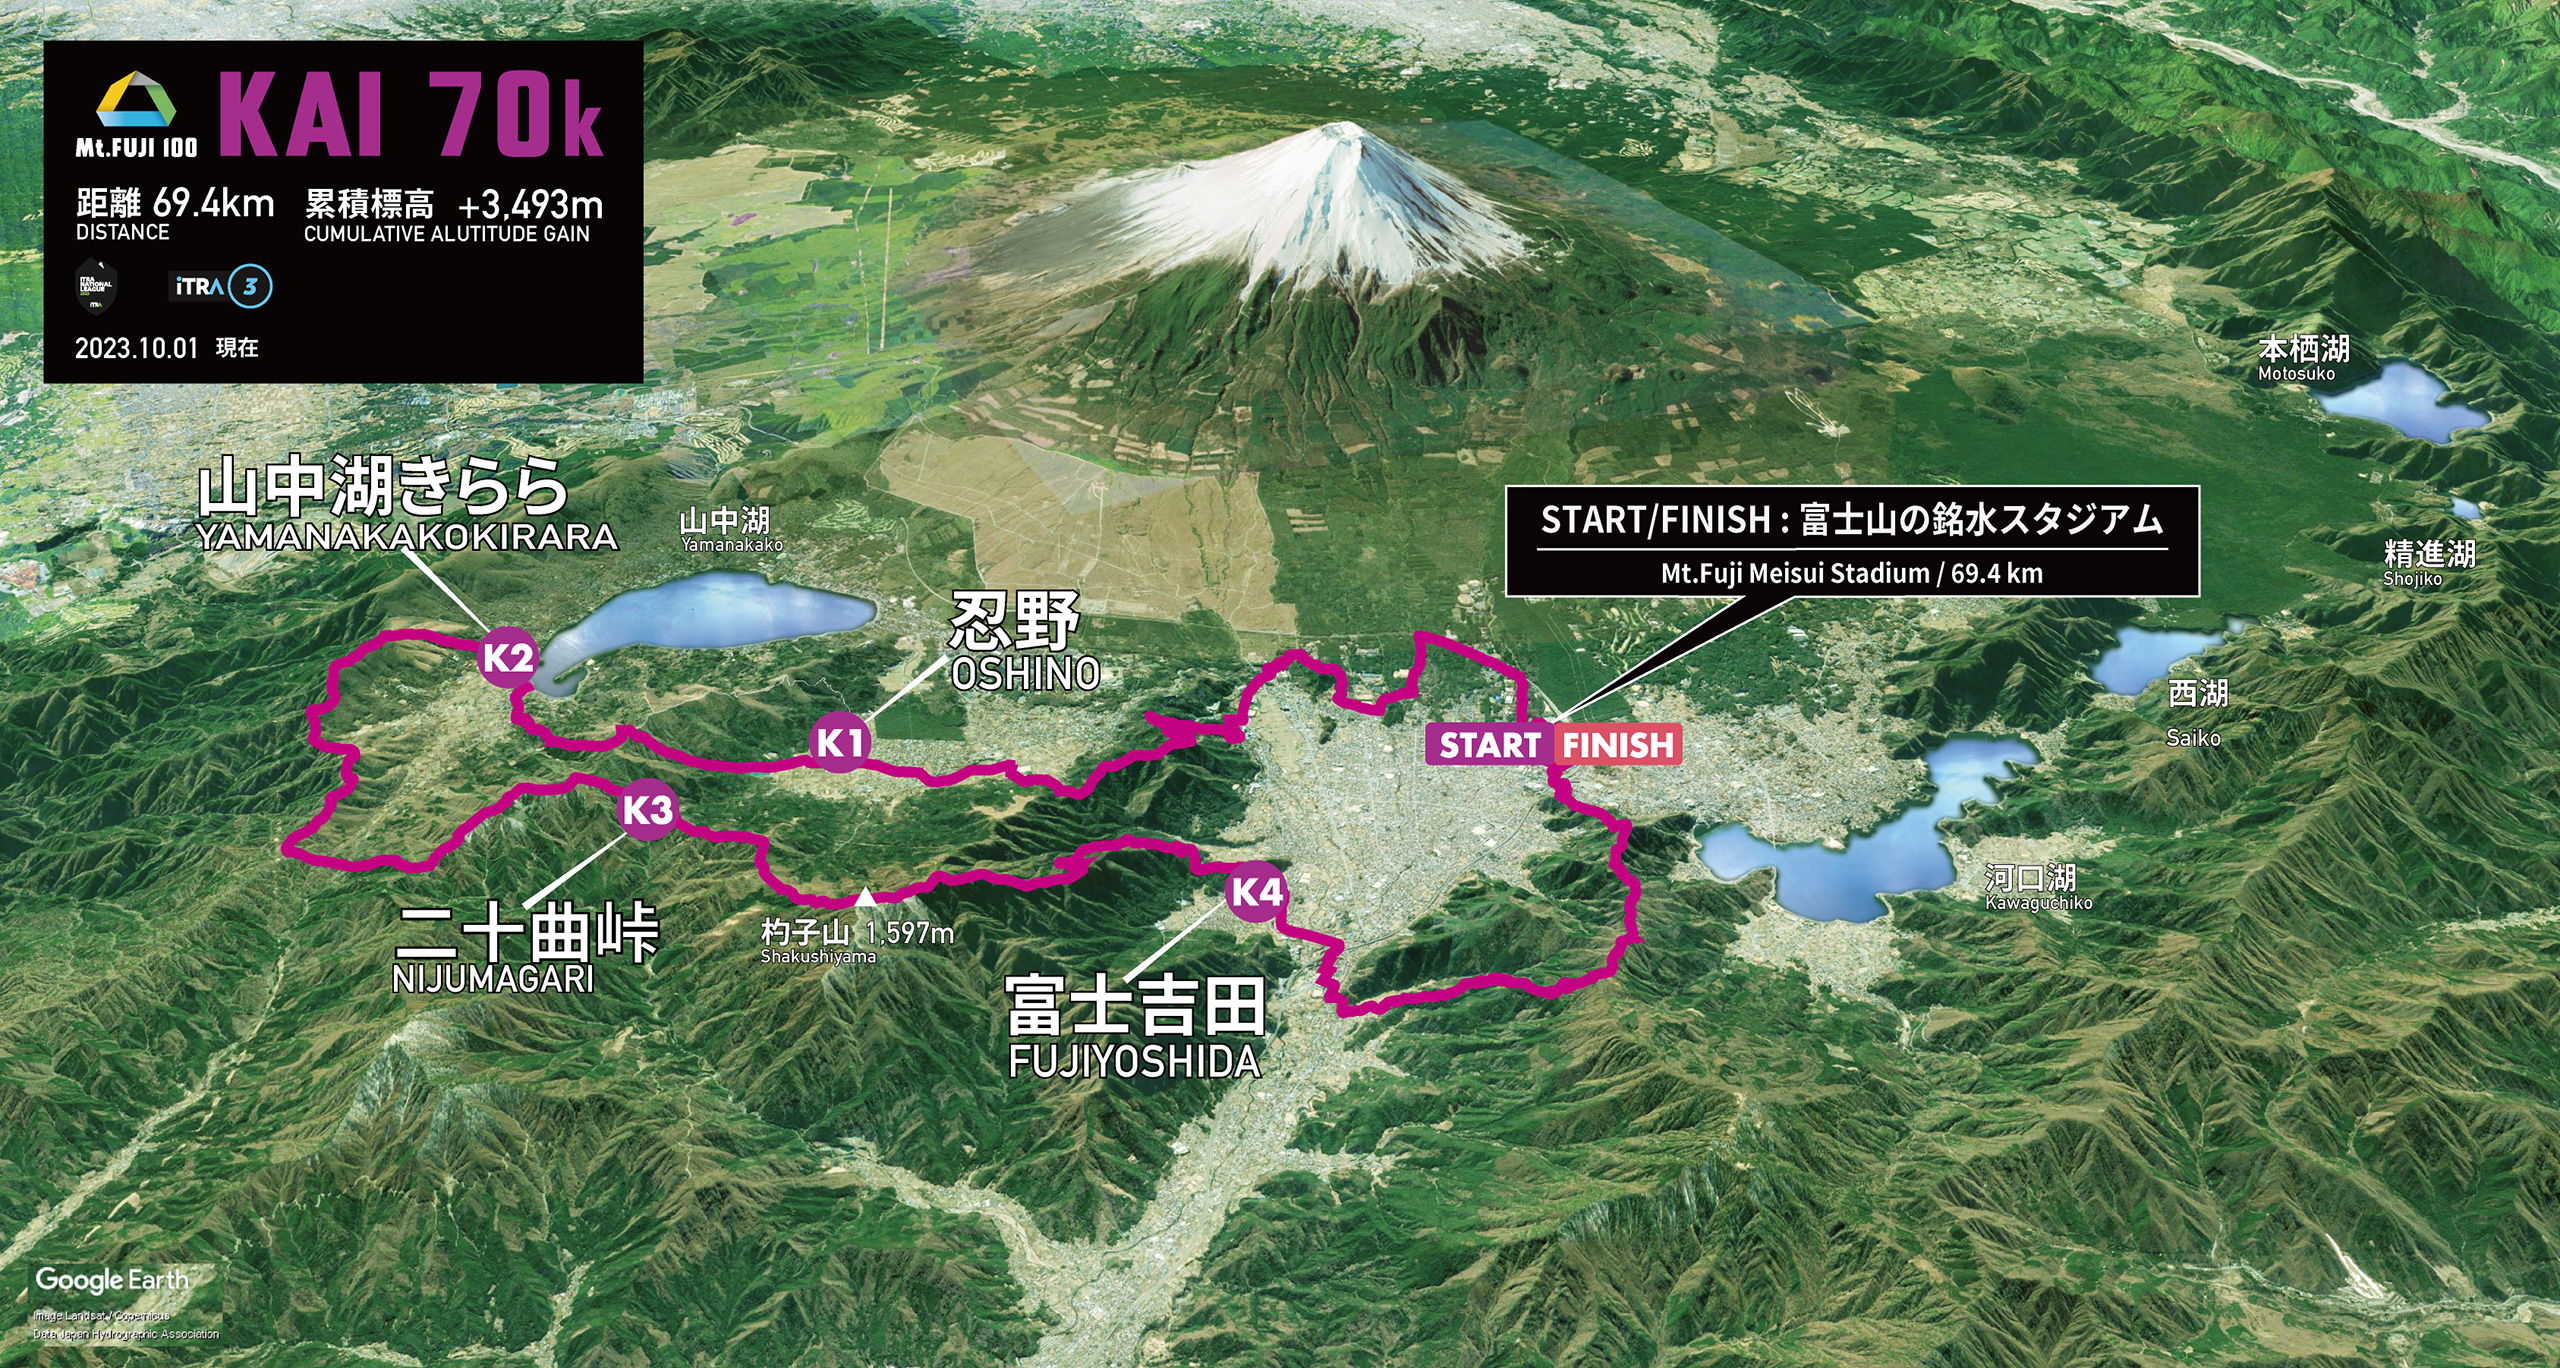 Mt.FUJI 100
KAI 70k
距離 69.4km
DISTANCE
累積標高 +3,493m
CUMULATIVE ALUTITUDE GAIN
ITRA
NATIONAL
LEAGUE
ITRA
iTRA 3
2023.10.01 現在
本栖湖
Motosuko
山中湖きらら
YAMANAKAKOKIRARA
山中湖
Yamanakako
START/FINISH : 富士山の銘水スタジアム
Mt.Fuji Meisui Stadium / 69.4 km
精進湖
Shojiko
忍野
OSHINO
K2
西湖
Saiko
K1
START FINISH
K3
K4
河口湖
Kawaguchiko
二十曲峠
NIJUMAGARI
杓子山 1,597m
Shakushiyama
富士吉田
FUJIYOSHIDA
Google Earth
Image Landsat / Copernicus
Data Japan Hydrographic Association